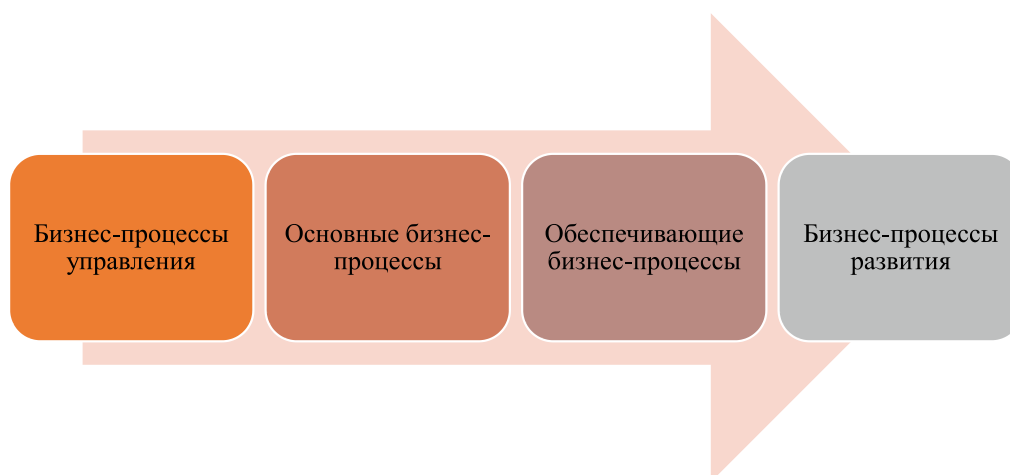 Бизнес-процессы
управления
Основные бизнес-
процессы
Обеспечивающие
бизнес-процессы
Бизнес-процессы
развития